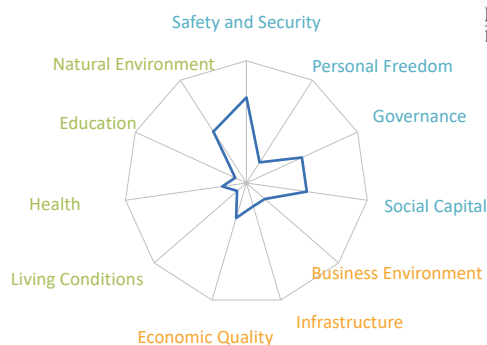 Safety and Security
Natural Environment
Personal Freedom
Education
Governance
Health
Social Capital
Living Conditions
Business Environment
Infrastructure
Economic Quality